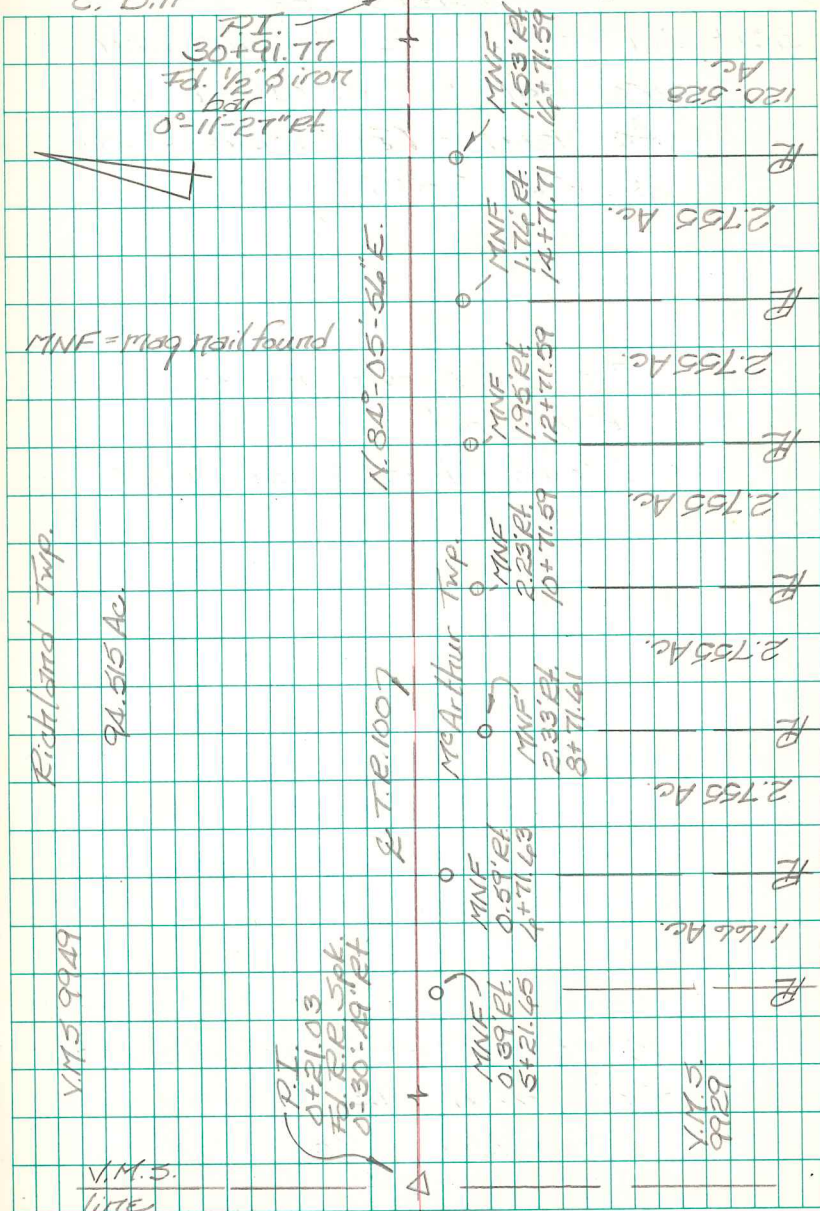 P.I.
30+91.77
Fd. 1/2" φ iron
bar
0°-11'-27" Rt
MNF = mag nail found
N. 84°-05'-56" E.
MNF
1.53' Rt.
16+71.59
120.528
Ac.
MNF
1.76' Rt.
14+71.71
2.755 Ac.
MNF
1.95' Rt.
12+71.59
2.755 Ac.
MNF
2.23' Rt.
10+71.59
2.755 Ac.
Richland Twp.
94.515 Ac.
McArthur Twp.
℄ T.R. 100
MNF
2.33' Rt.
8+71.61
2.755 Ac.
MNF
0.59' Rt.
6+71.63
2.755 Ac.
V.M.S 9949
MNF
0.39' Rt.
5+21.65
1.166 Ac.
P.I.
0+21.03
Fd. R.R. Spk.
0°-30'-49" Rt
V.M.S.
9929
V.M.S.
line